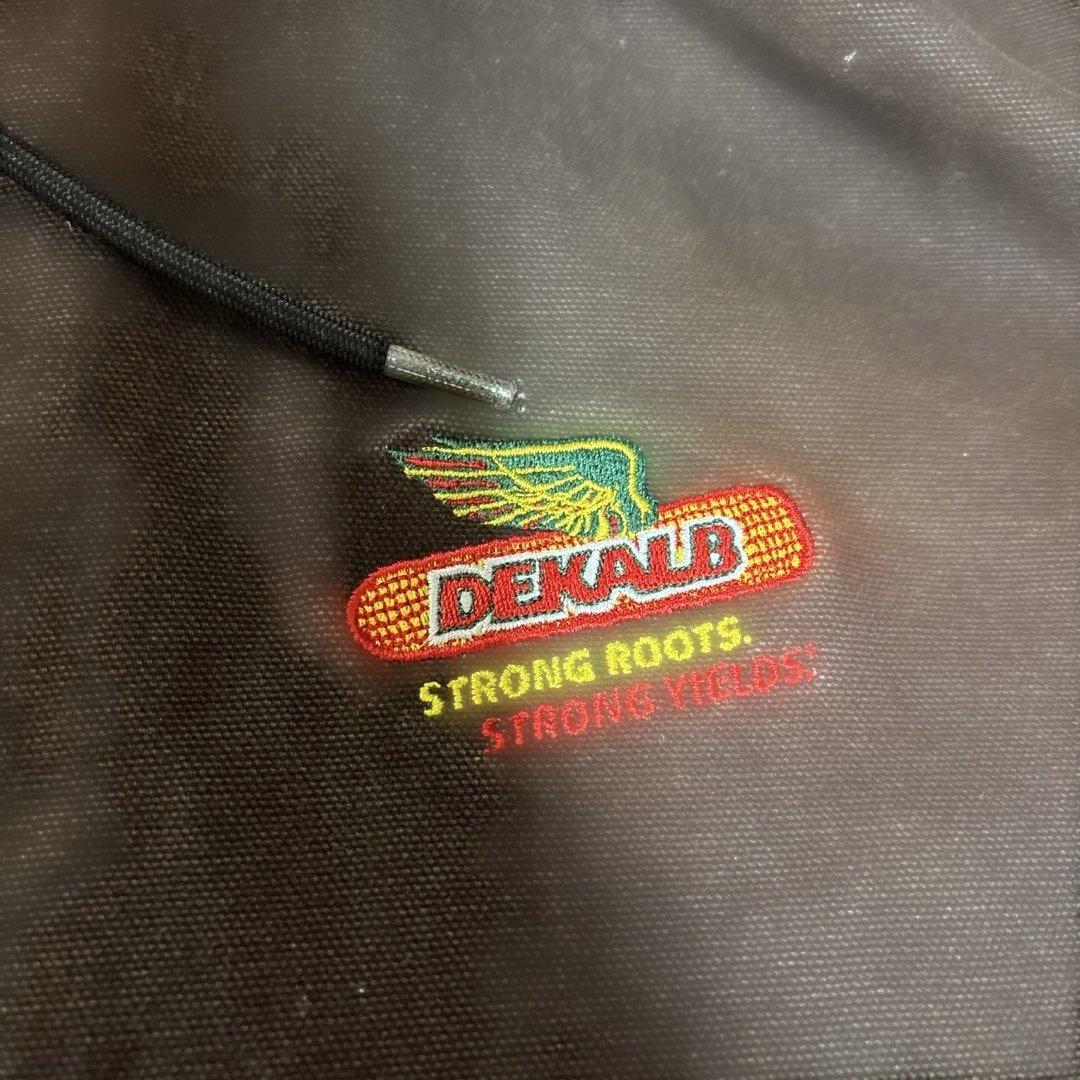 DEKALB
STRONG ROOTS.
STRONG YIELDS.